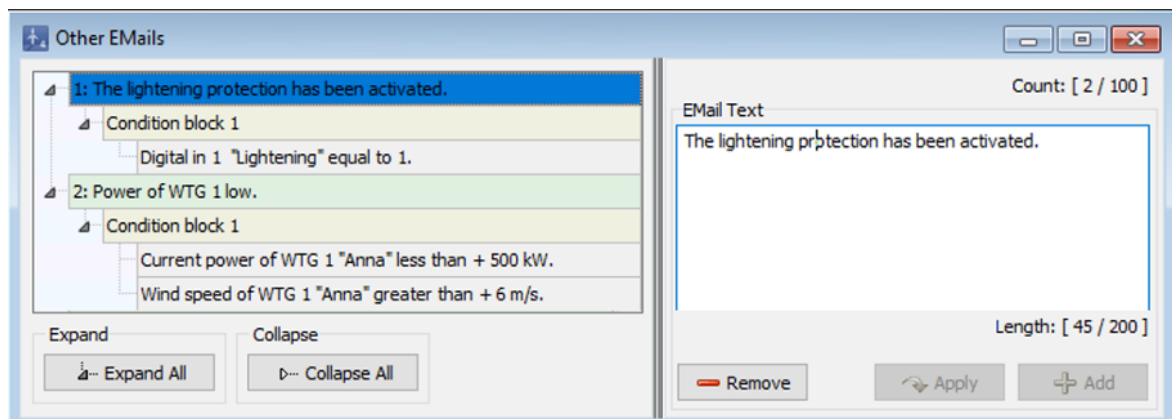 Other EMails
1: The lightening protection has been activated.
Condition block 1
Digital in 1 "Lightening" equal to 1.
2: Power of WTG 1 low.
Condition block 1
Current power of WTG 1 "Anna" less than + 500 kW.
Wind speed of WTG 1 "Anna" greater than + 6 m/s.
Expand
Expand All
Collapse
Collapse All
Count: [ 2 / 100 ]
EMail Text
The lightening protection has been activated.
Length: [ 45 / 200 ]
Remove
Apply
Add